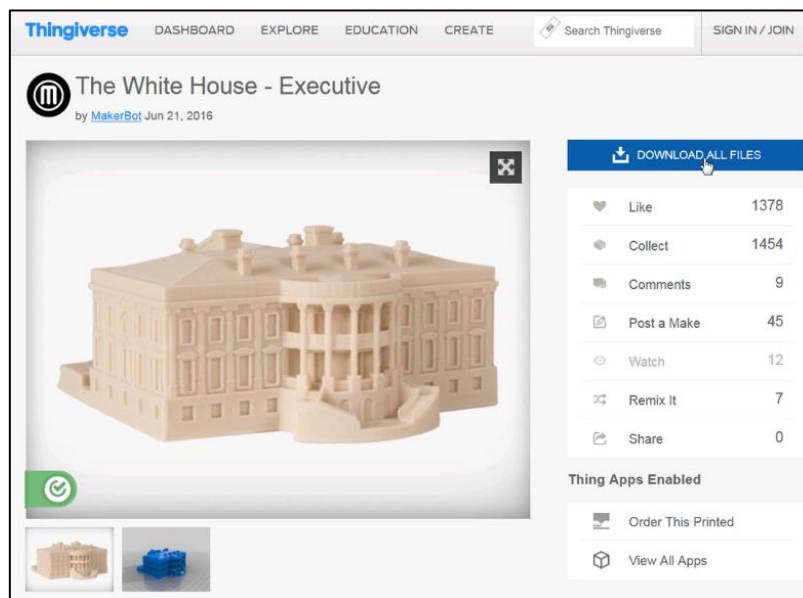 Thingiverse DASHBOARD EXPLORE EDUCATION CREATE Search Thingiverse SIGN IN / JOIN
The White House - Executive
by MakerBot Jun 21, 2016
DOWNLOAD ALL FILES
Like 1378
Collect 1454
Comments 9
Post a Make 45
Watch 12
Remix It 7
Share 0
Thing Apps Enabled
Order This Printed
View All Apps